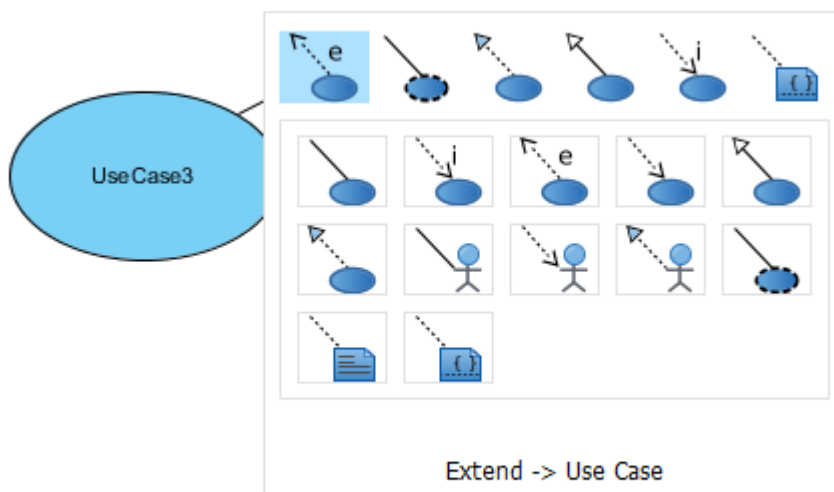 e
i
{ }
UseCase3
i
e
{ }
Extend -> Use Case